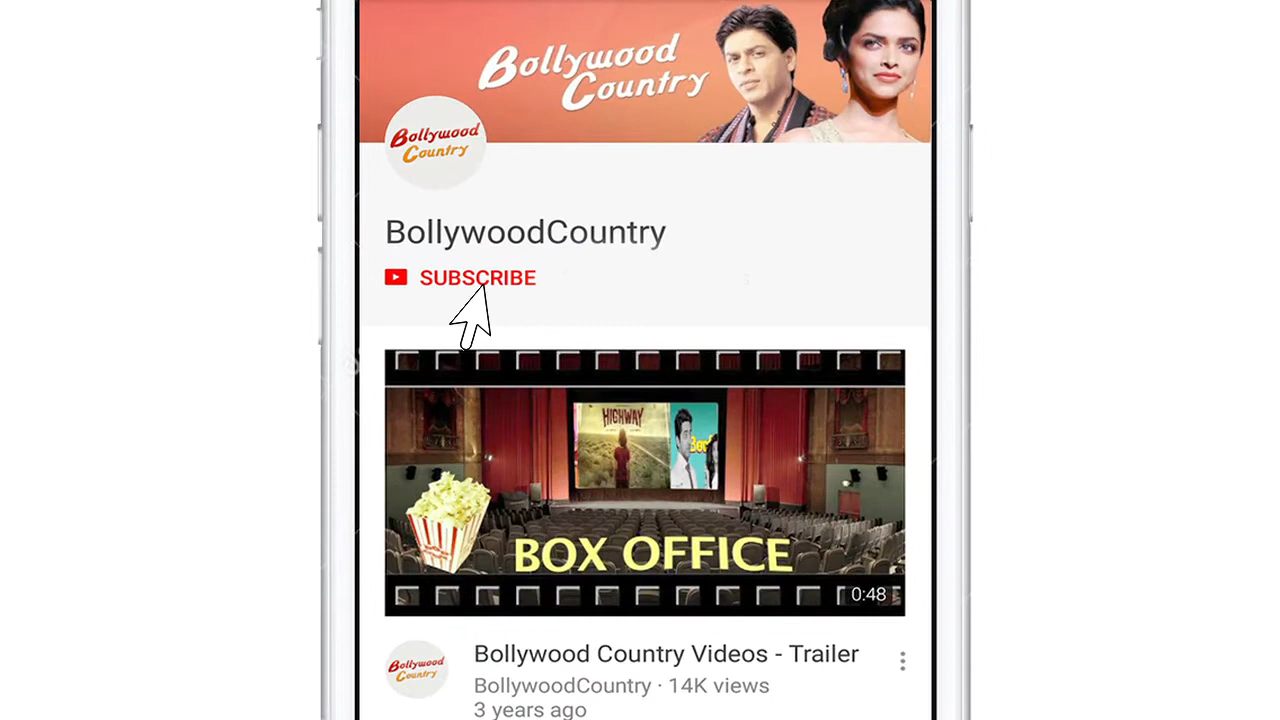 Bollywood
Country
Bollywood
Country
BollywoodCountry
SUBSCRIBE
HIGHWAY
BOX OFFICE
0:48
Bollywood
Country
Bollywood Country Videos - Trailer
BollywoodCountry · 14K views
3 years ago